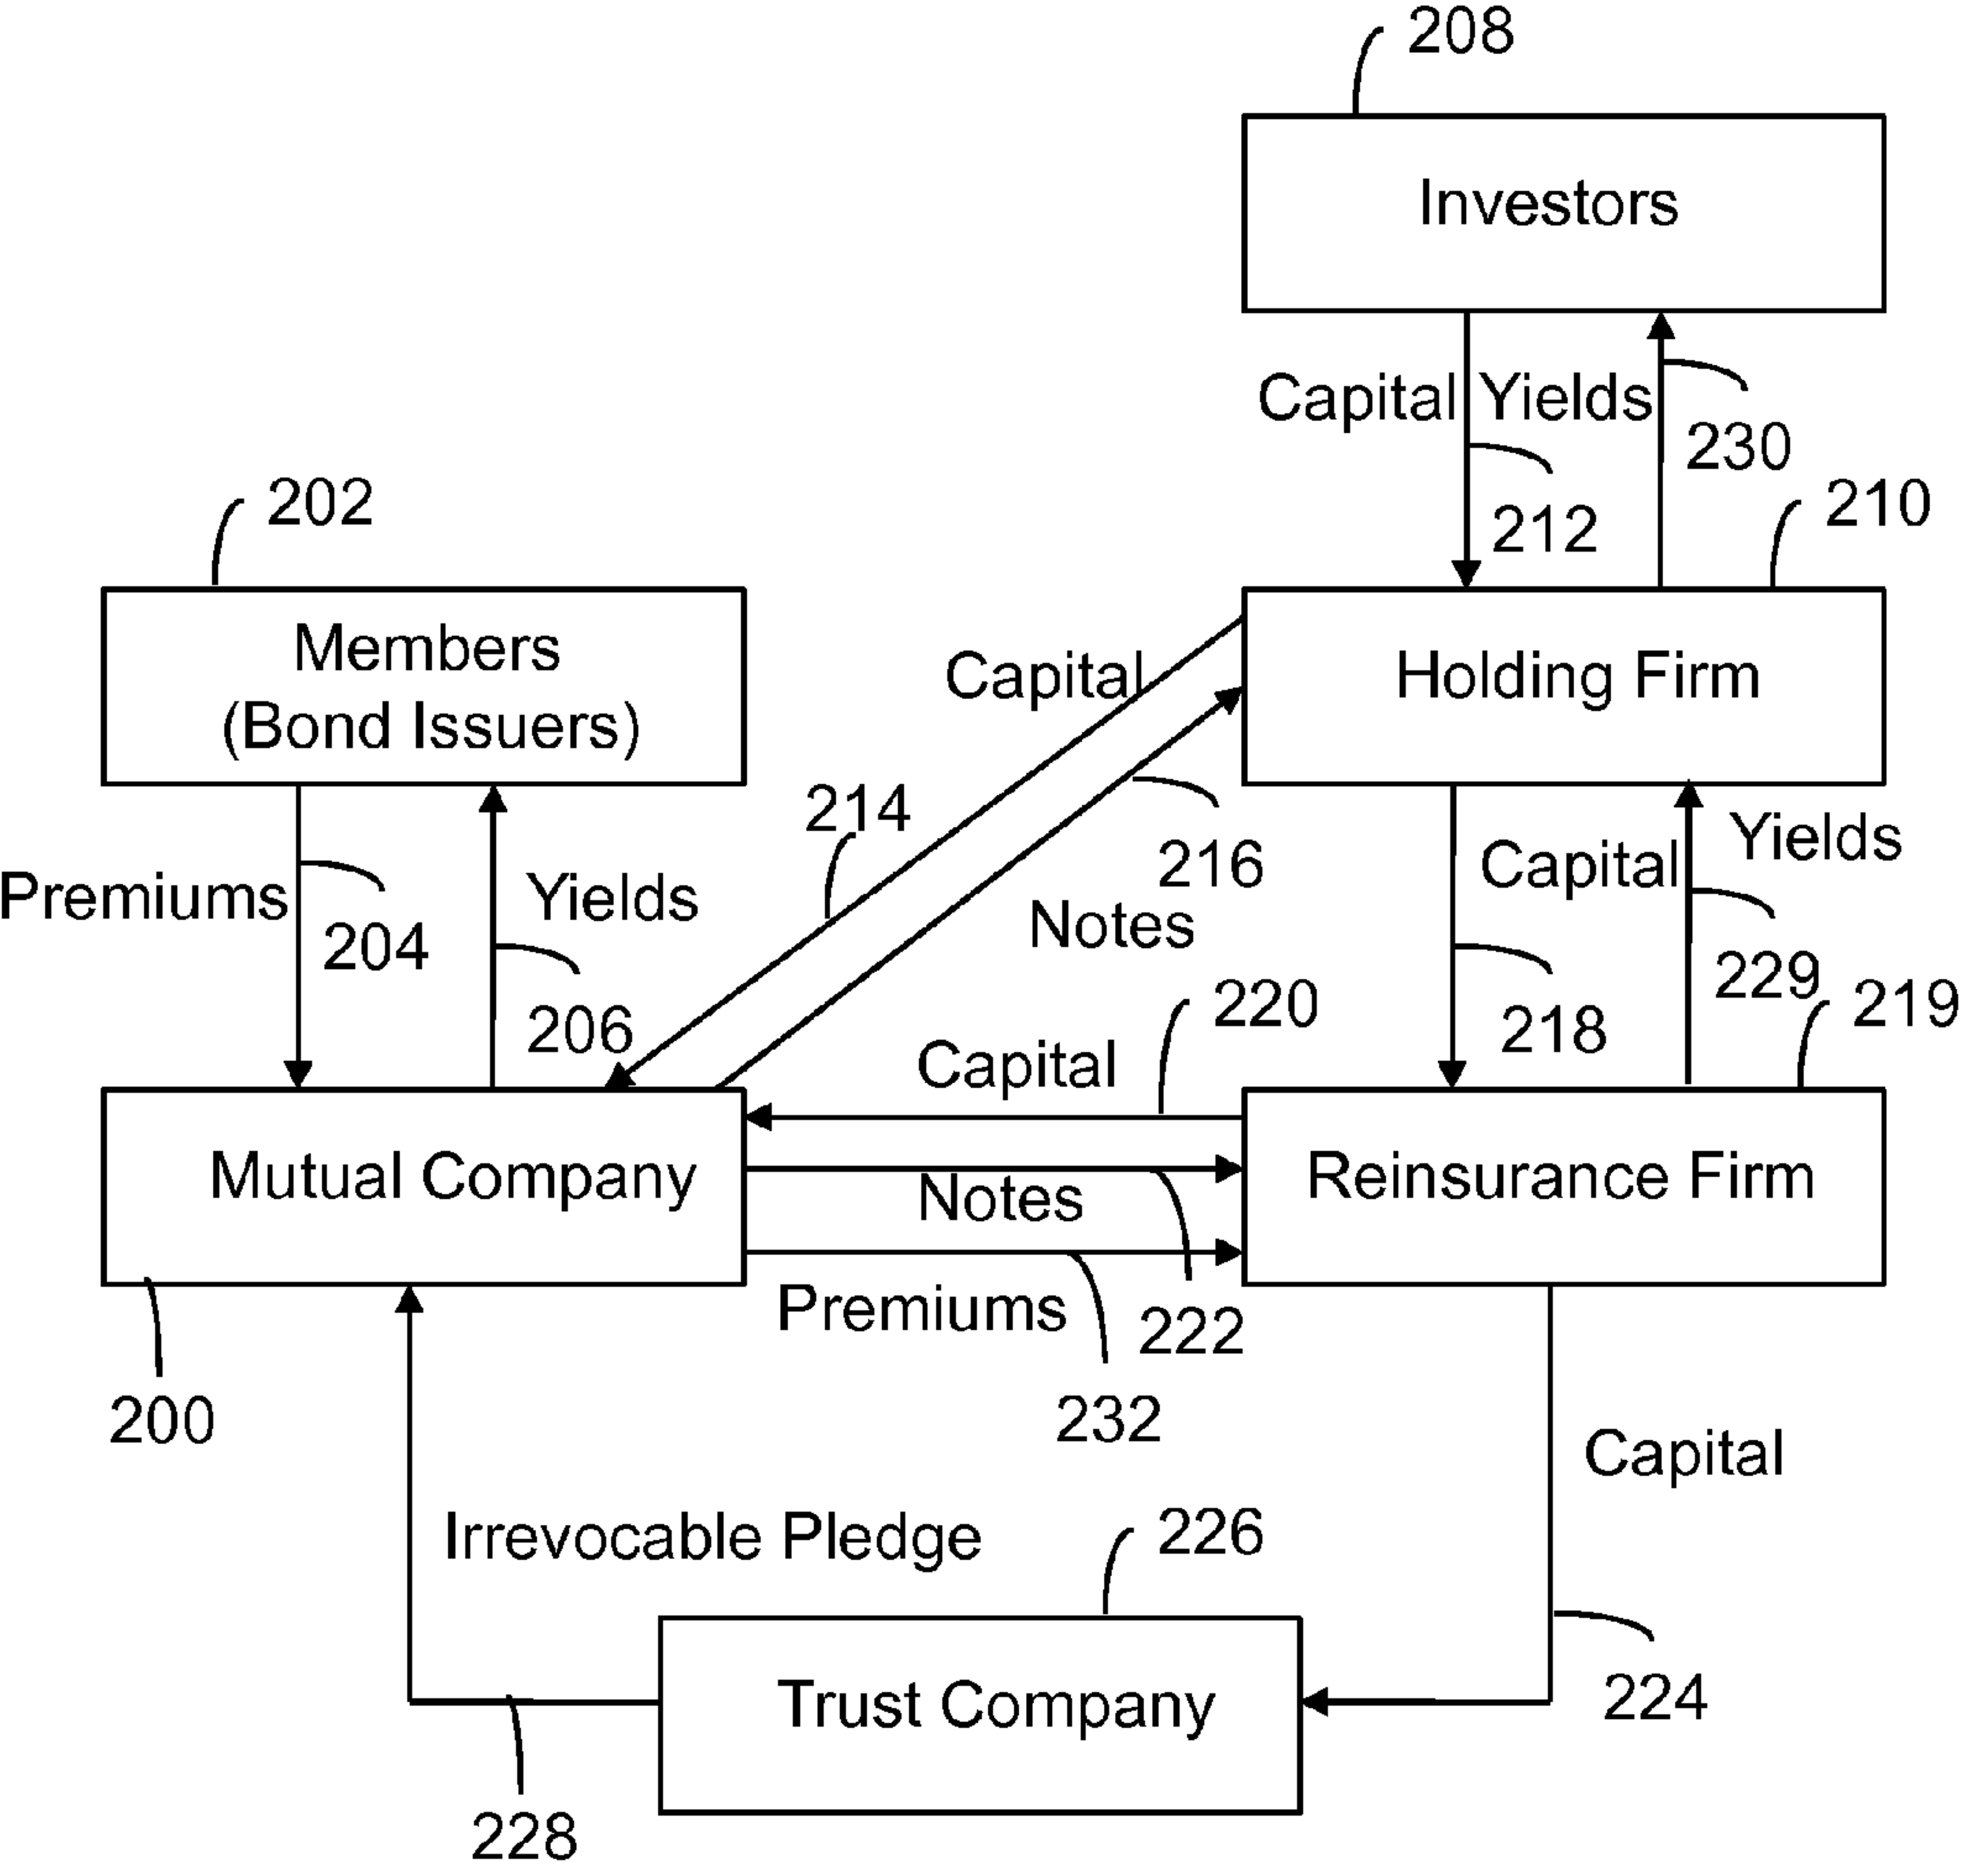 208
Investors
Capital
Yields
230
212
210
202
Members
(Bond Issuers)
Holding Firm
Capital
214
216
Notes
Premiums
204
Yields
206
Capital
Yields
229
218
219
220
Capital
Mutual Company
Notes
Reinsurance Firm
Premiums
222
232
200
Capital
Irrevocable Pledge
226
Trust Company
224
228